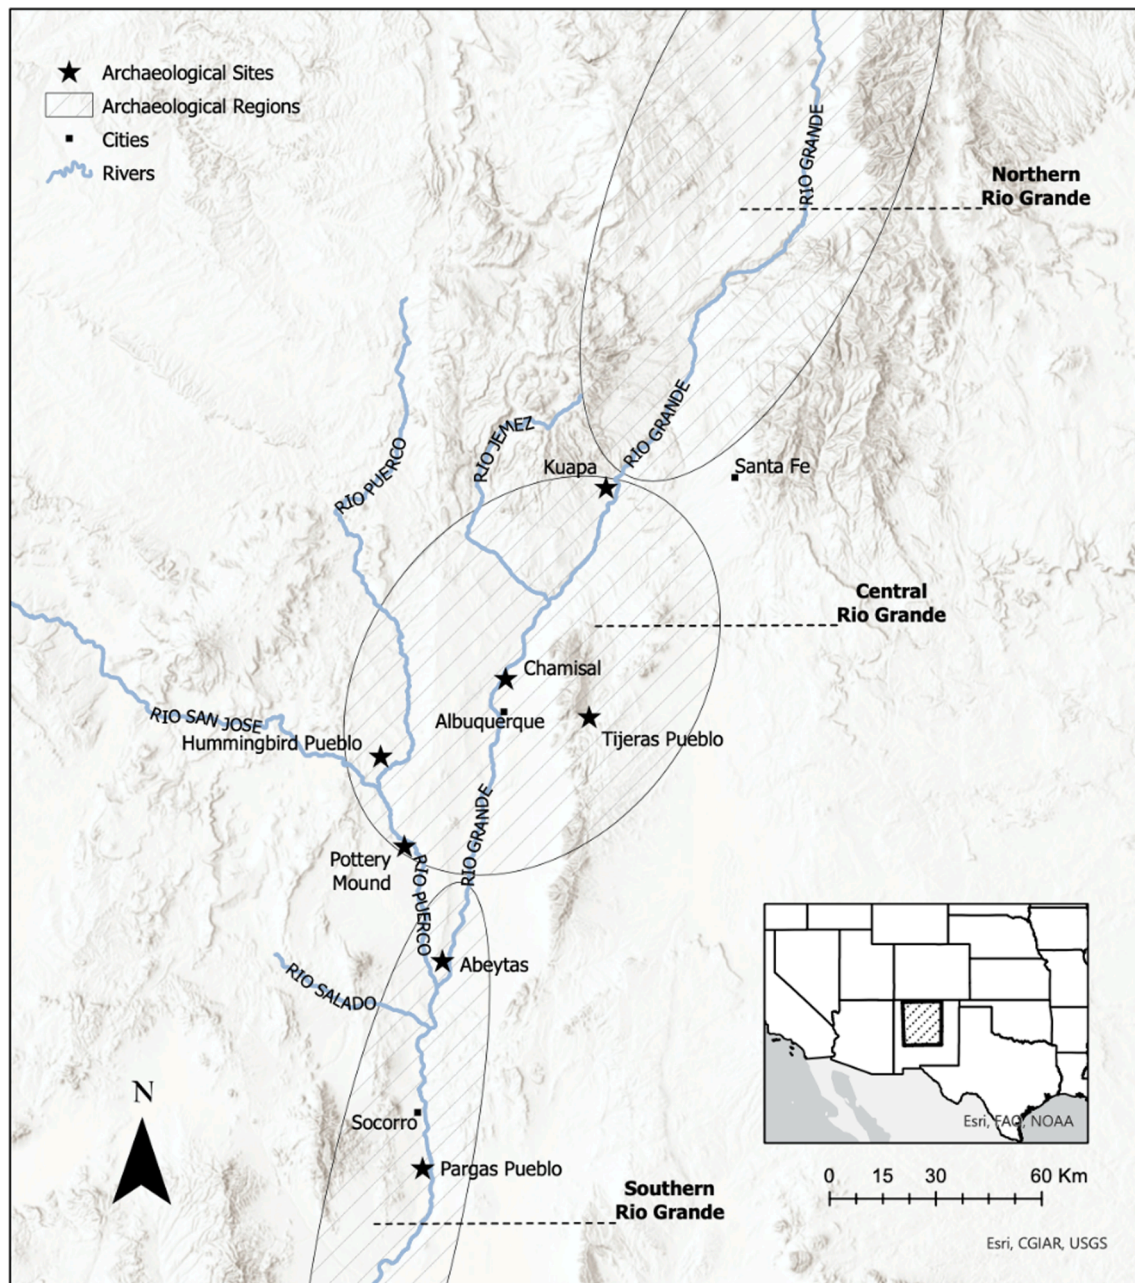 Archaeological Sites
Archaeological Regions
Cities
Rivers
RIO GRANDE
Northern
Rio Grande
RIO GRANDE
RIO JEMEZ
RIO PUERCO
Kuapa
Santa Fe
Central
Rio Grande
Chamisal
RIO SAN JOSE
Albuquerque
Hummingbird Pueblo
Tijeras Pueblo
RIO GRANDE
Pottery
Mound
RIO PUERCO
Abeytas
RIO SALADO
N
Socorro
Pargas Pueblo
Southern
Rio Grande
Esri, FAO, NOAA
0 15 30 60 Km
Esri, CGIAR, USGS